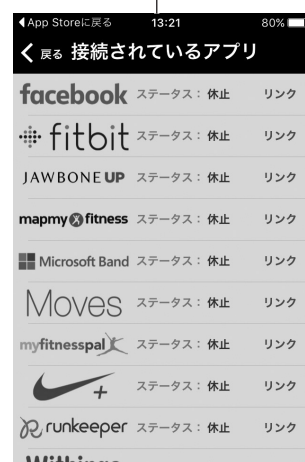 ◀App Storeに戻る 13:21 80%
戻る 接続されているアプリ
facebook ステータス： 休止 リンク
fitbit ステータス： 休止 リンク
JAWBONE UP ステータス： 休止 リンク
mapmyfitness ステータス： 休止 リンク
Microsoft Band ステータス： 休止 リンク
Moves ステータス： 休止 リンク
myfitnesspal ステータス： 休止 リンク
+ ステータス： 休止 リンク
runkeeper ステータス： 休止 リンク
Withings